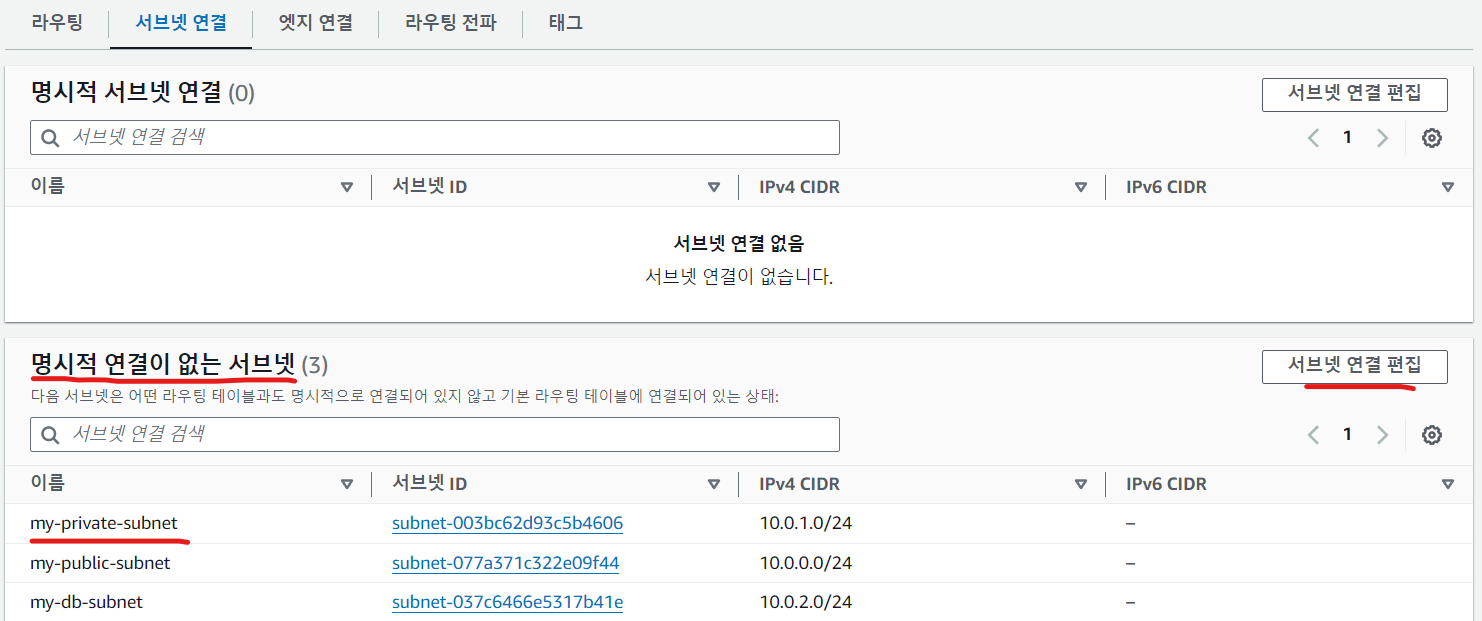 라우팅 서브넷 연결 엣지 연결 라우팅 전파 태그
명시적 서브넷 연결 (0) 서브넷 연결 편집
서브넷 연결 검색 1
이름 서브넷 ID IPv4 CIDR IPv6 CIDR
서브넷 연결 없음
서브넷 연결이 없습니다.
명시적 연결이 없는 서브넷 (3) 서브넷 연결 편집
다음 서브넷은 어떤 라우팅 테이블과도 명시적으로 연결되어 있지 않고 기본 라우팅 테이블에 연결되어 있는 상태:
서브넷 연결 검색 1
이름 서브넷 ID IPv4 CIDR IPv6 CIDR
my-private-subnet subnet-003bc62d93c5b4606 10.0.1.0/24 –
my-public-subnet subnet-077a371c322e09f44 10.0.0.0/24 –
my-db-subnet subnet-037c6466e5317b41e 10.0.2.0/24 –